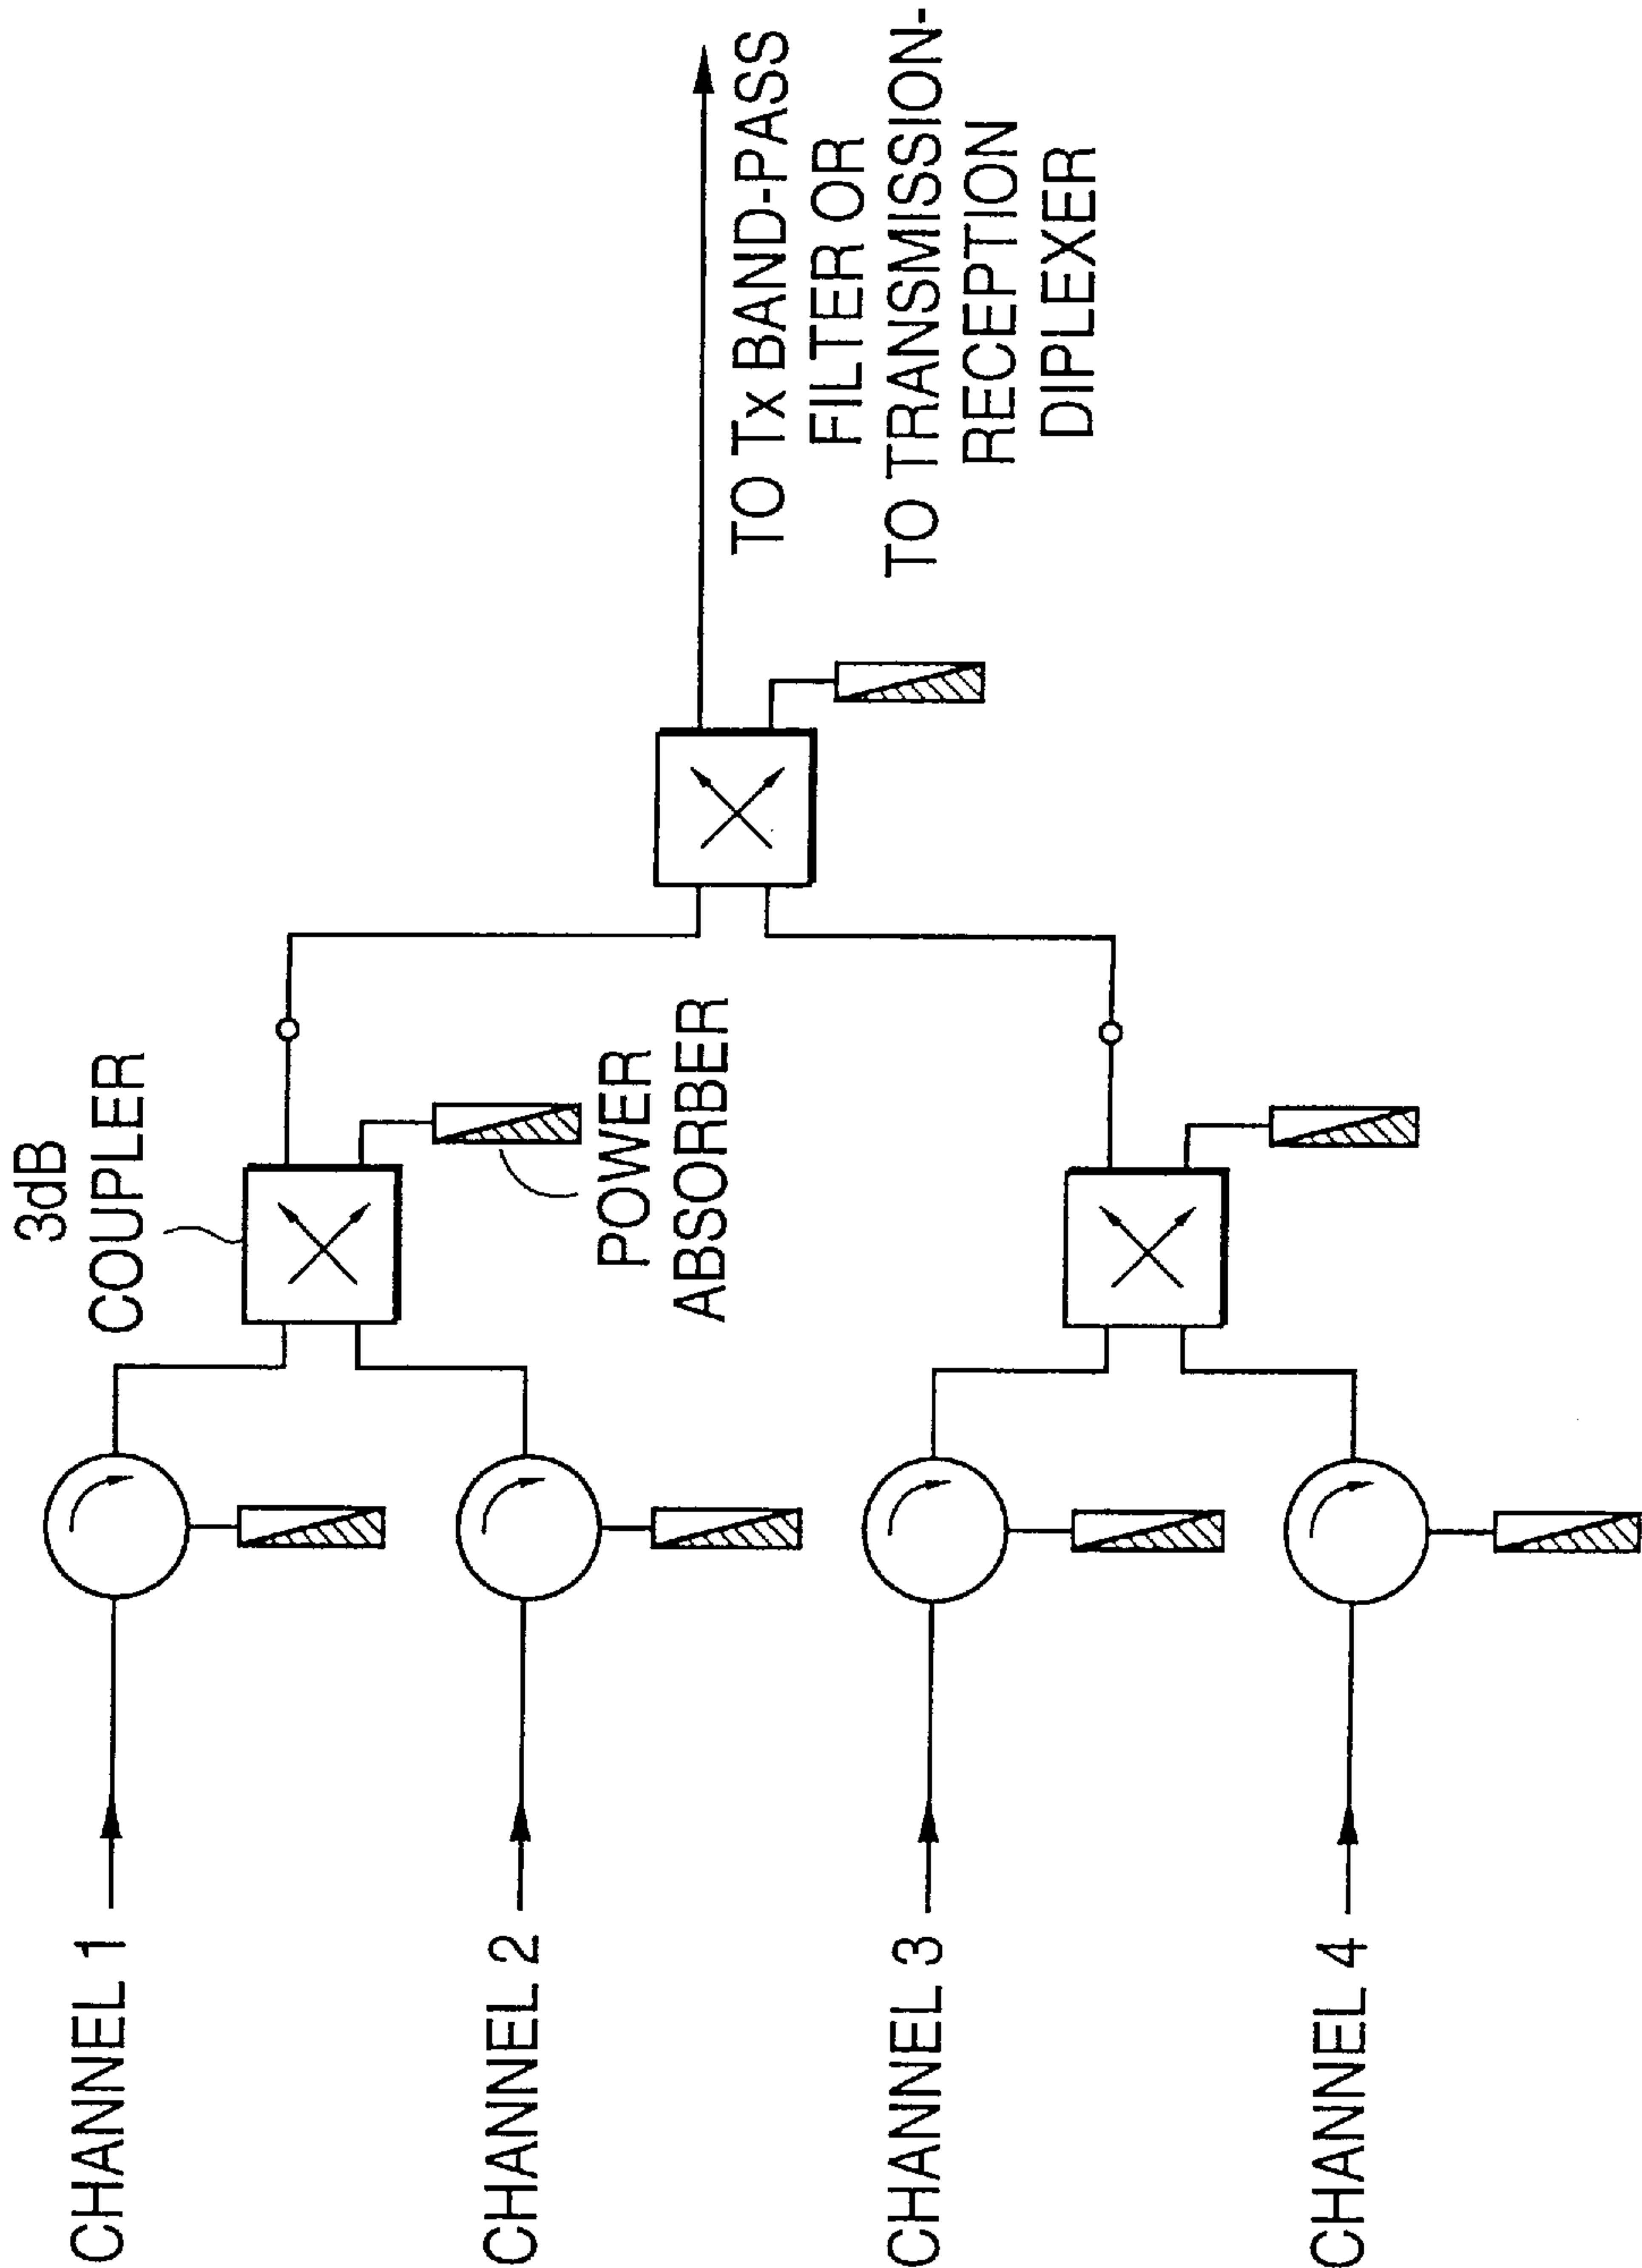 CHANNEL 1
CHANNEL 2
CHANNEL 3
CHANNEL 4
3dB
COUPLER
POWER
ABSORBER
TO Tx BAND-PASS
FILTER OR
TO TRANSMISSION-
RECEPTION
DIPLEXER